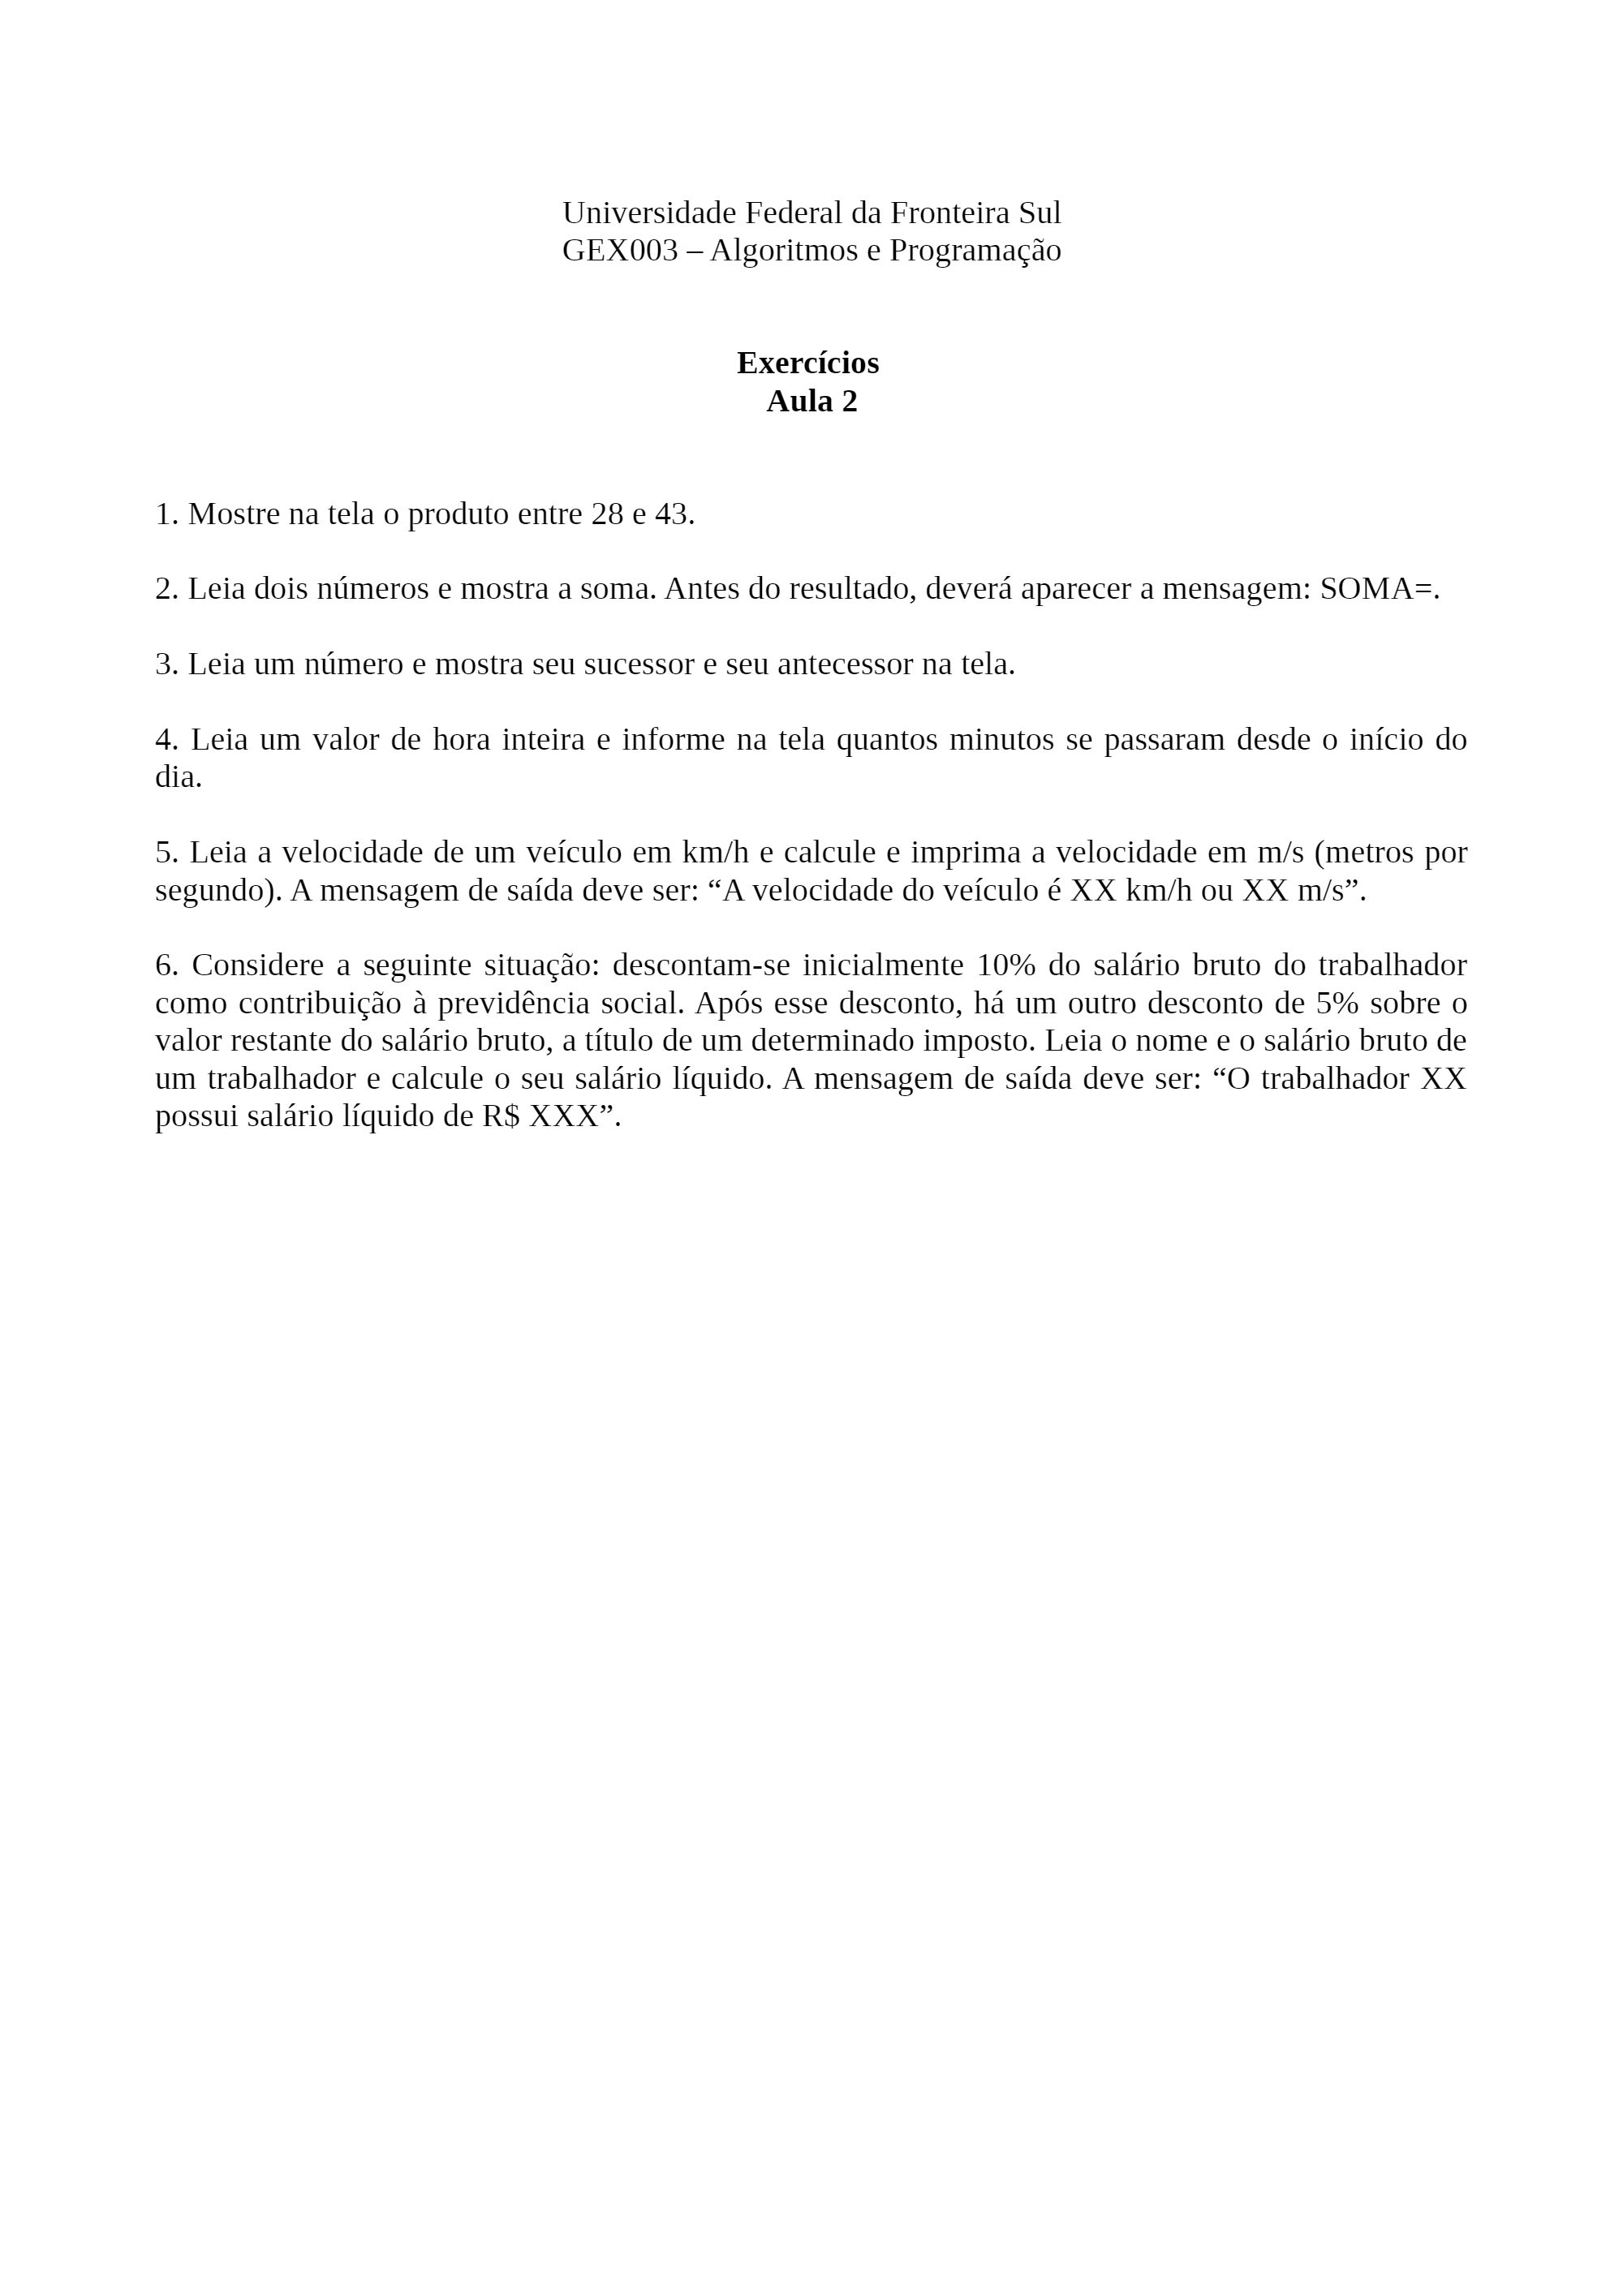 Universidade Federal da Fronteira Sul
GEX003 – Algoritmos e Programação
Exercícios
Aula 2
1. Mostre na tela o produto entre 28 e 43.
2. Leia dois números e mostra a soma. Antes do resultado, deverá aparecer a mensagem: SOMA=.
3. Leia um número e mostra seu sucessor e seu antecessor na tela.
4. Leia um valor de hora inteira e informe na tela quantos minutos se passaram desde o início do
dia.
5. Leia a velocidade de um veículo em km/h e calcule e imprima a velocidade em m/s (metros por
segundo). A mensagem de saída deve ser: “A velocidade do veículo é XX km/h ou XX m/s”.
6. Considere a seguinte situação: descontam-se inicialmente 10% do salário bruto do trabalhador
como contribuição à previdência social. Após esse desconto, há um outro desconto de 5% sobre o
valor restante do salário bruto, a título de um determinado imposto. Leia o nome e o salário bruto de
um trabalhador e calcule o seu salário líquido. A mensagem de saída deve ser: “O trabalhador XX
possui salário líquido de R$ XXX”.